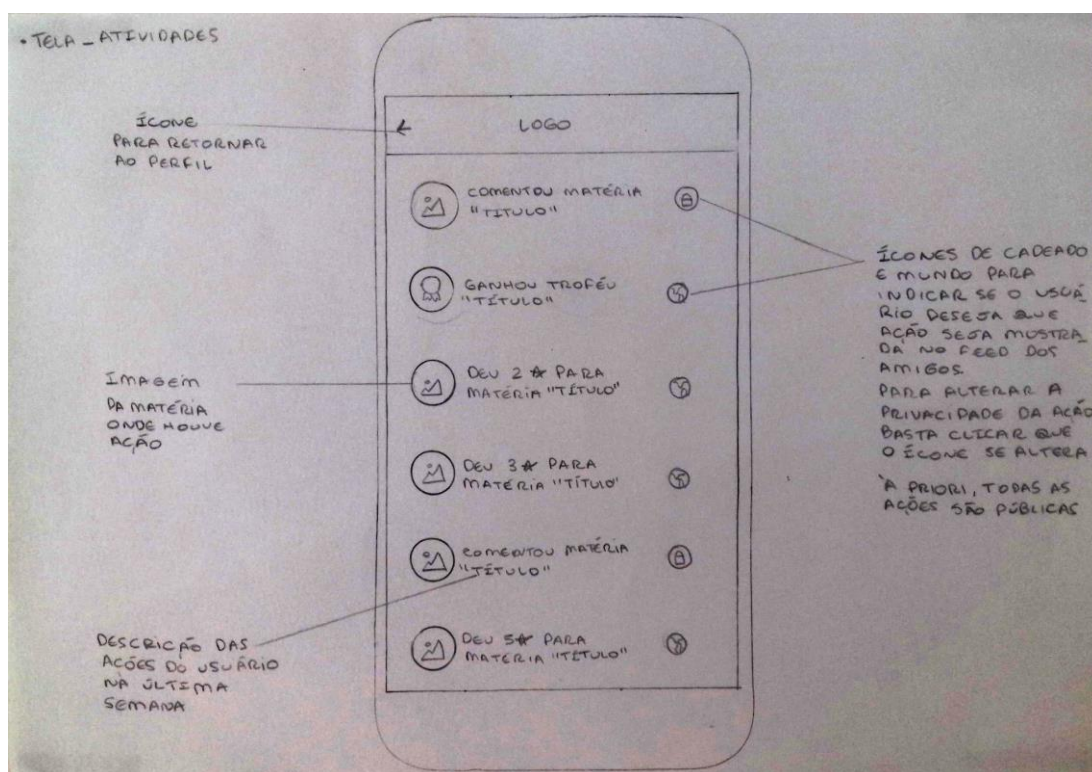 • TELA_ATIVIDADES
ÍCONE
PARA RETORNAR
AO PERFIL
LOGO
COMENTOU MATÉRIA
"TITULO"
GANHOU TROFÉU
"TÍTULO"
DEU 2 ☆ PARA
MATÉRIA "TÍTULO"
DEU 3 ☆ PARA
MATÉRIA "TÍTULO"
COMENTOU MATÉRIA
"TÍTULO"
DEU 5☆ PARA
MATÉRIA "TÍTULO"
IMAGEM
DA MATÉRIA
ONDE HOUVE
AÇÃO
DESCRIÇÃO DAS
AÇÕES DO USUÁRIO
NA ÚLTIMA
SEMANA
ÍCONES DE CADEADO
E MUNDO PARA
INDICAR SE O USUÁ_
RIO DESEJA QUE
AÇÃO SEJA MOSTRA_
DA NO FEED DOS
AMIGOS.
PARA ALTERAR A
PRIVACIDADE DA AÇÃO
BASTA CLICAR QUE
O ÍCONE SE ALTERA
À PRIORI, TODAS AS
AÇÕES SÃO PÚBLICAS